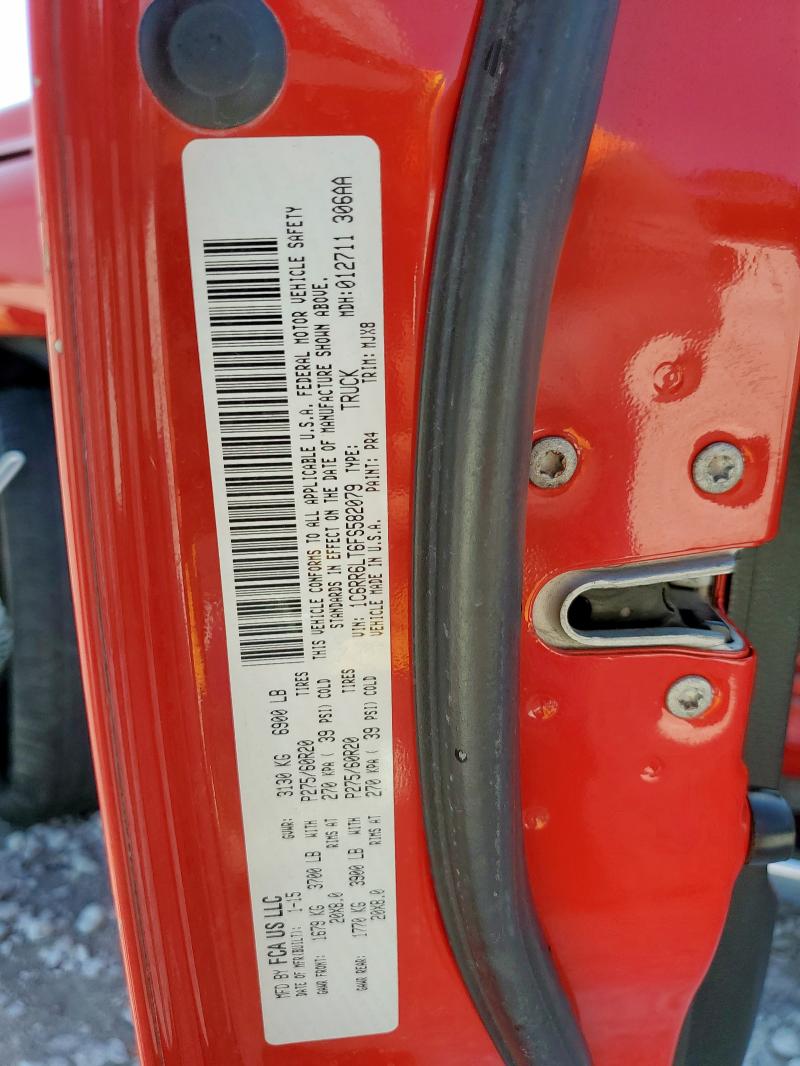 MFD BY FCA US LLC
DATE OF MFR(BUILT): 1-15 GVWR: 3130 KG 6900 LB
GAWR FRONT: 1679 KG 3700 LB WITH P275/60R20 TIRES
20X8.0 RIMS AT 270 KPA ( 39 PSI) COLD
GAWR REAR: 1770 KG 3900 LB WITH P275/60R20 TIRES
20X8.0 RIMS AT 270 KPA ( 39 PSI) COLD
THIS VEHICLE CONFORMS TO ALL APPLICABLE U.S.A. FEDERAL MOTOR VEHICLE SAFETY
STANDARDS IN EFFECT ON THE DATE OF MANUFACTURE SHOWN ABOVE.
VIN: 1C6RR6LT6FS582079 TYPE: TRUCK MDH: 012711 306AA
VEHICLE MADE IN U.S.A. PAINT: PR4 TRIM: MJX8